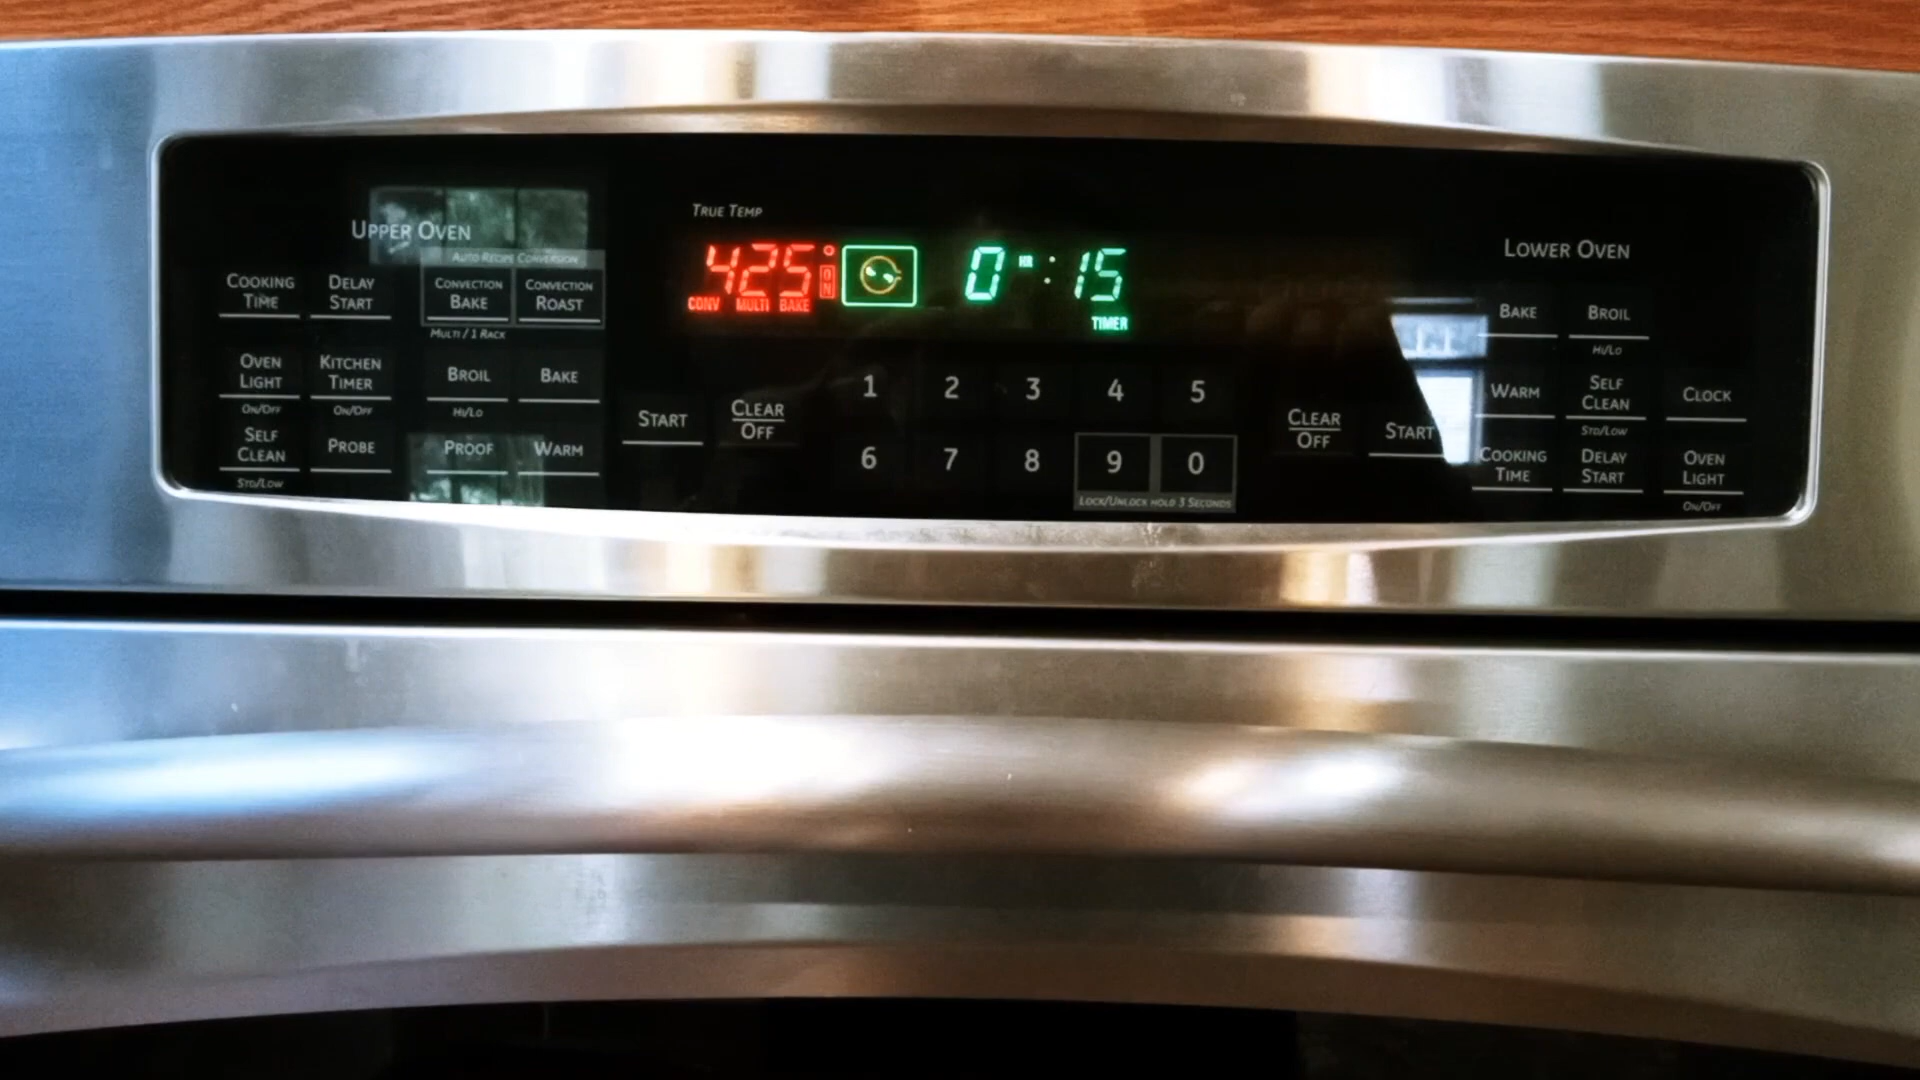 UPPER OVEN
AUTO RECIPE CONVERSION
COOKING TIME
DELAY START
CONVECTION BAKE
CONVECTION ROAST
MULTI / 1 RACK
OVEN LIGHT
ON/OFF
KITCHEN TIMER
ON/OFF
BROIL
HI/LO
BAKE
SELF CLEAN
STD/LOW
PROBE
PROOF
WARM
START
CLEAR OFF
TRUE TEMP
425° ON
CONV MULTI BAKE
0 HR : 15
TIMER
1 2 3 4 5
6 7 8 9 0
LOCK/UNLOCK HOLD 3 SECONDS
CLEAR OFF
START
LOWER OVEN
BAKE
BROIL
HI/LO
WARM
SELF CLEAN
STD/LOW
CLOCK
COOKING TIME
DELAY START
OVEN LIGHT
ON/OFF